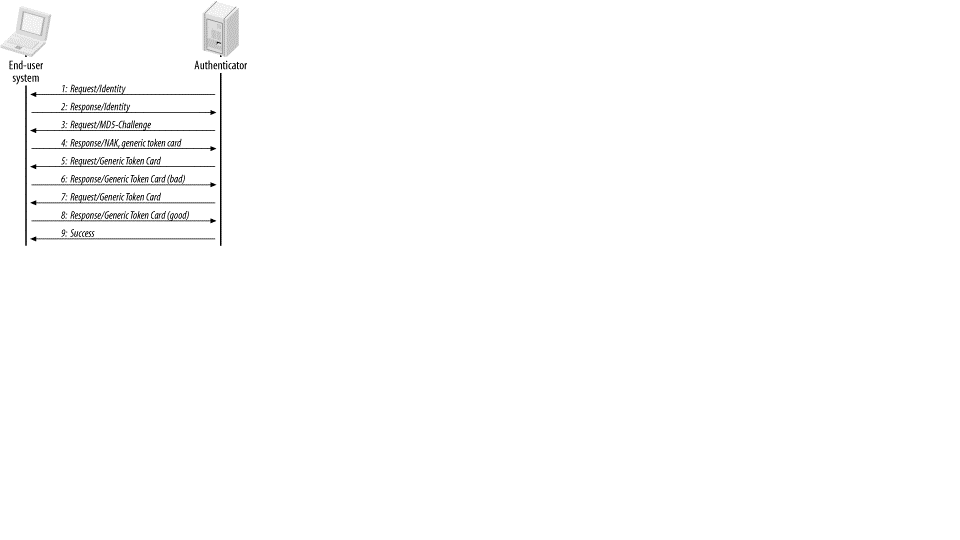 End-user
system
Authenticator
1: Request/Identity
2: Response/Identity
3: Request/MD5-Challenge
4: Response/NAK, generic token card
5: Request/Generic Token Card
6: Response/Generic Token Card (bad)
7: Request/Generic Token Card
8: Response/Generic Token Card (good)
9: Success